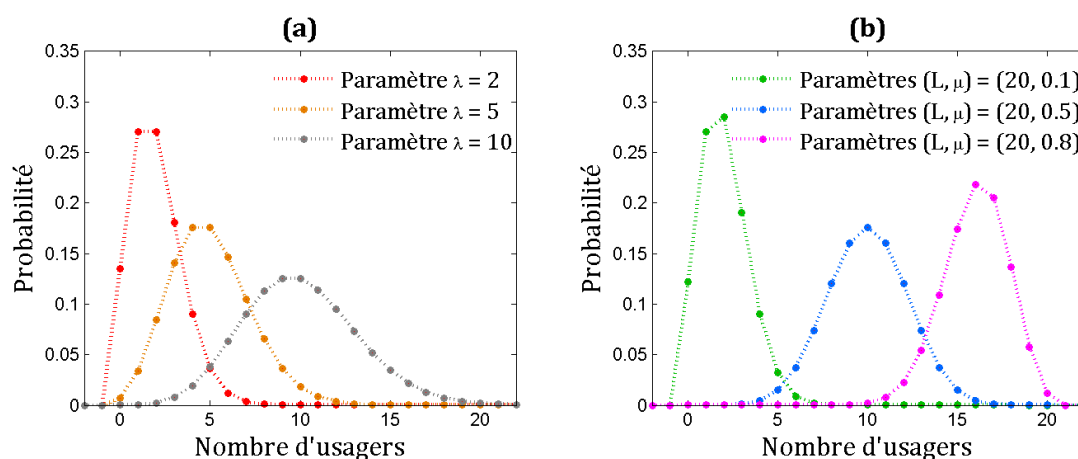 (a)
0.35
0.3
0.25
0.2
0.15
0.1
0.05
0
Probabilité
Paramètre λ = 2
Paramètre λ = 5
Paramètre λ = 10
0 5 10 15 20
Nombre d'usagers
(b)
0.35
0.3
0.25
0.2
0.15
0.1
0.05
0
Probabilité
Paramètres (L, μ) = (20, 0.1)
Paramètres (L, μ) = (20, 0.5)
Paramètres (L, μ) = (20, 0.8)
0 5 10 15 20
Nombre d'usagers